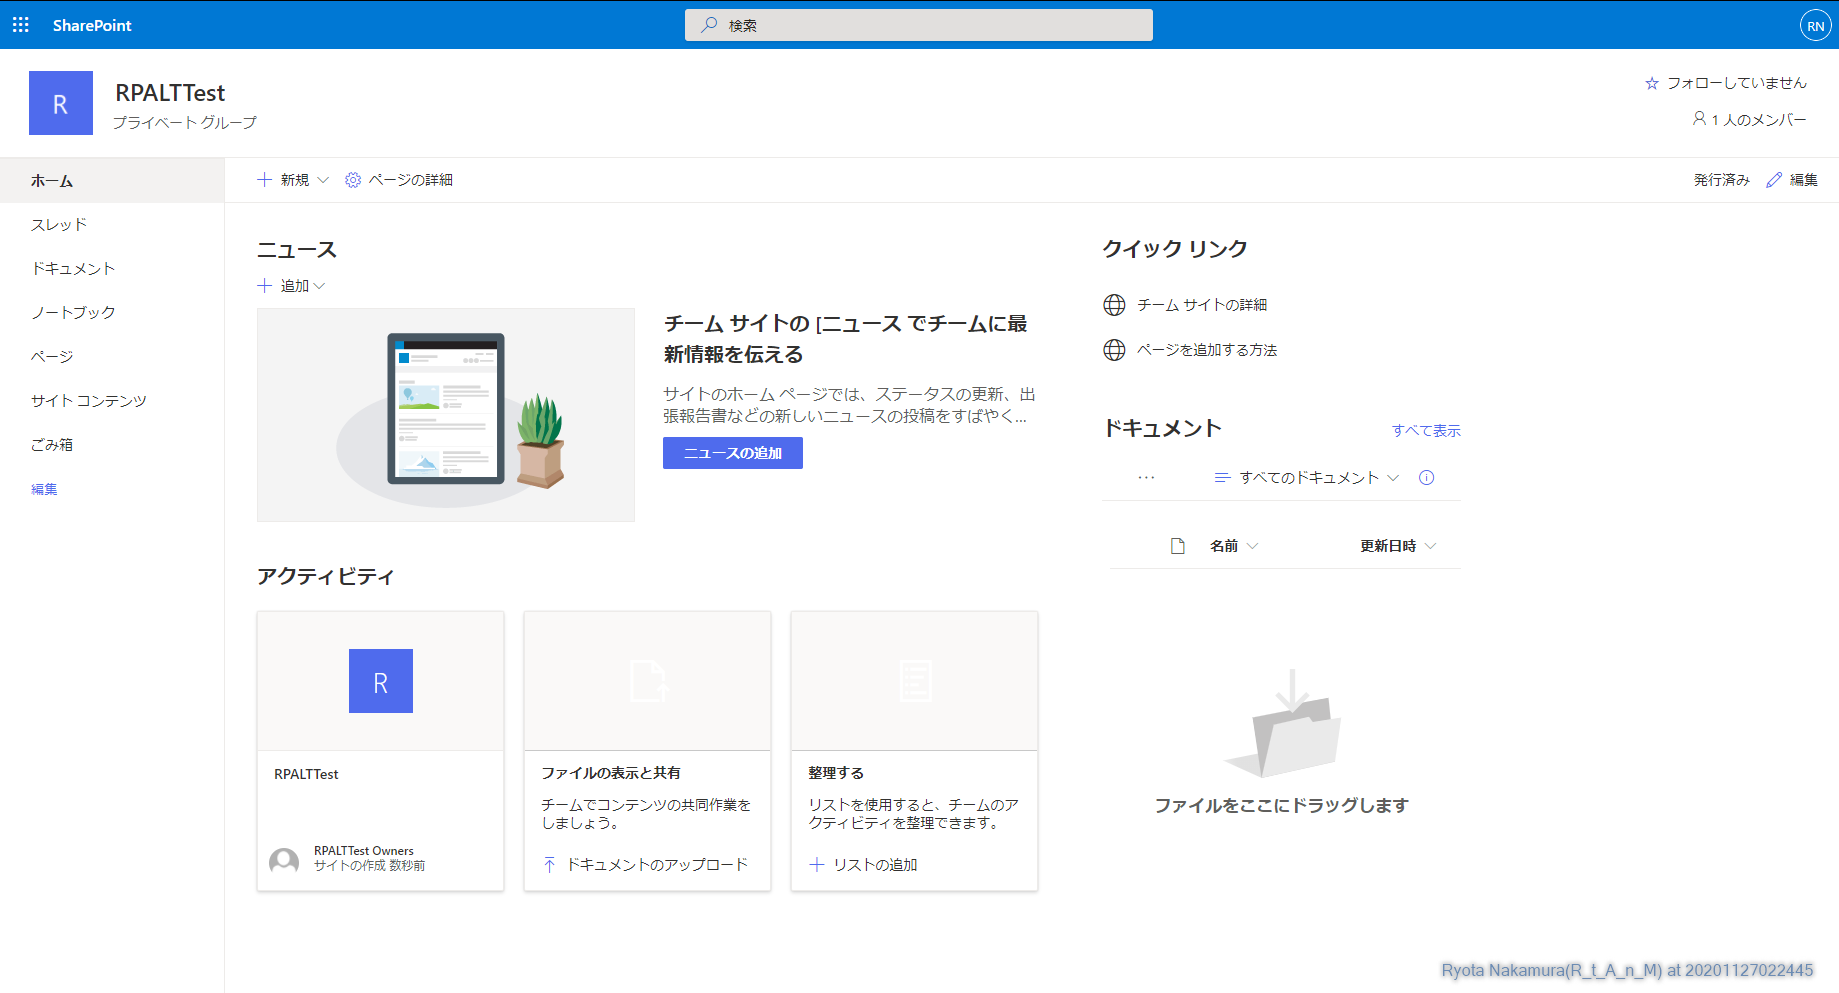 SharePoint
検索
RN
R
RPALTTest
プライベート グループ
フォローしていません
1 人のメンバー
ホーム
スレッド
ドキュメント
ノートブック
ページ
サイト コンテンツ
ごみ箱
編集
新規
ページの詳細
発行済み
編集
ニュース
追加
チーム サイトの [ニュース でチームに最
新情報を伝える
サイトのホーム ページでは、ステータスの更新、出
張報告書などの新しいニュースの投稿をすばやく...
ニュースの追加
アクティビティ
R
RPALTTest
RPALTTest Owners
サイトの作成 数秒前
ファイルの表示と共有
チームでコンテンツの共同作業を
しましょう。
ドキュメントのアップロード
整理する
リストを使用すると、チームのア
クティビティを整理できます。
リストの追加
クイック リンク
チーム サイトの詳細
ページを追加する方法
ドキュメント
すべて表示
すべてのドキュメント
名前
更新日時
ファイルをここにドラッグします
Ryota Nakamura(R_t_A_n_M) at 20201127022445